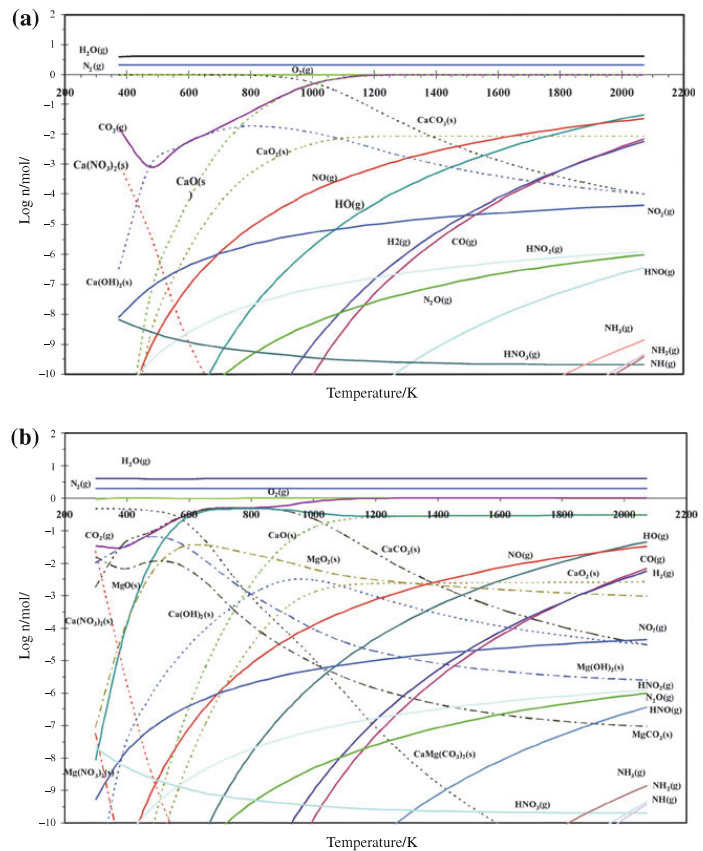 (a)
2
H2O(g)
1
N2(g)
O2(g)
0
200 400 600 800 1000 1200 1400 1600 1800 2000 2200
−1
CaCO3(s)
CO2(g)
−2
CaO2(s)
Ca(NO3)2(s)
−3
CaO(s
)
NO(g)
−4
HO(g)
NO2(g)
−5
H2(g)
CO(g)
HNO2(g)
−6
Ca(OH)2(s)
HNO(g)
−7
N2O(g)
−8
NH3(g)
−9
HNO3(g)
NH2(g)
NH(g)
−10
Log n/mol/
Temperature/K
(b)
2
H2O(g)
1
N2(g)
O2(g)
0
200 400 600 800 1000 1200 1400 1600 1800 2000 2200
−1
CO2(g)
CaO(s)
CaCO3(s)
HO(g)
MgO2(s)
NO(g)
CO(g)
−2
CaO2(s)
H2(g)
MgO(s)
−3
Ca(NO3)2(s)
Ca(OH)2(s)
−4
NO2(g)
−5
Mg(OH)2(s)
−6
HNO2(g)
N2O(g)
HNO(g)
−7
MgCO3(s)
CaMg(CO3)2(s)
−8
Mg(NO3)2(s)
NH3(g)
−9
NH2(g)
HNO3(g)
NH(g)
−10
Log n/mol/
Temperature/K